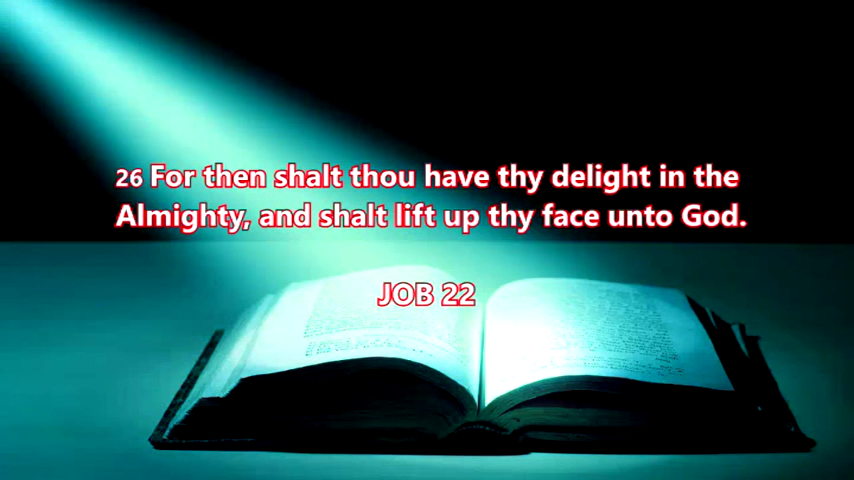 26 For then shalt thou have thy delight in the
Almighty, and shalt lift up thy face unto God.
JOB 22